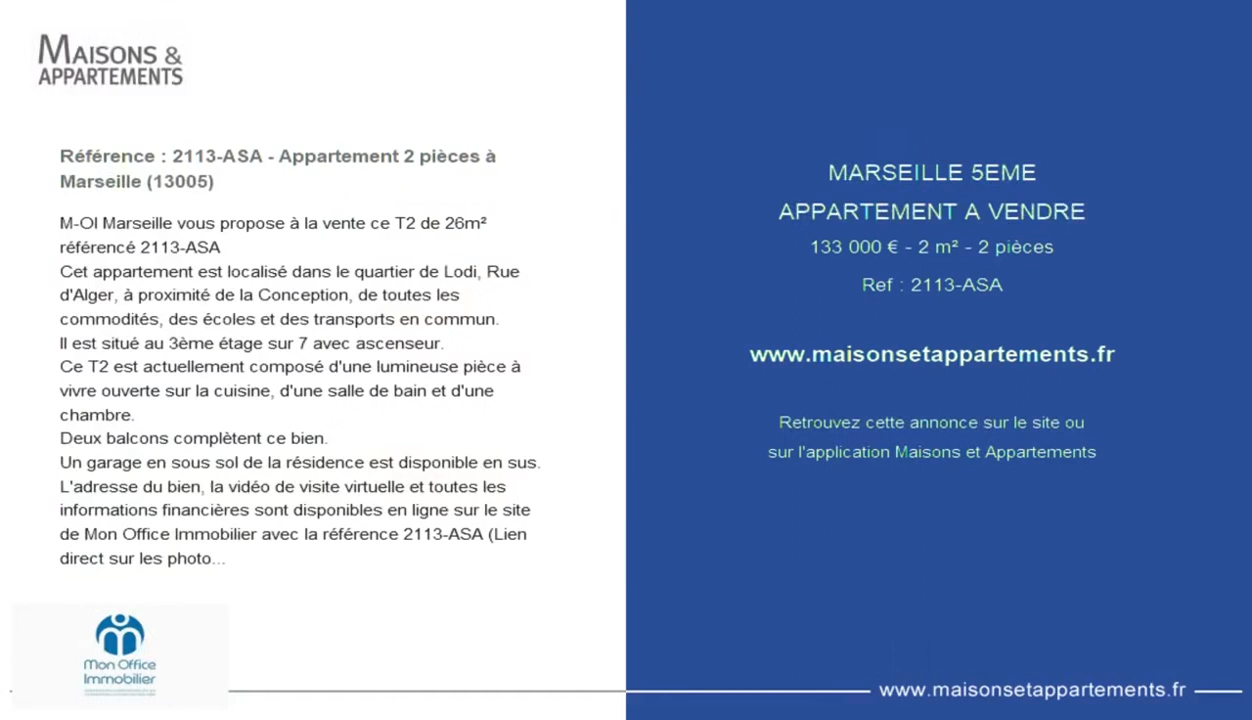 MAISONS &
APPARTEMENTS
Référence : 2113-ASA - Appartement 2 pièces à
Marseille (13005)
M-OI Marseille vous propose à la vente ce T2 de 26m²
référencé 2113-ASA
Cet appartement est localisé dans le quartier de Lodi, Rue
d'Alger, à proximité de la Conception, de toutes les
commodités, des écoles et des transports en commun.
Il est situé au 3ème étage sur 7 avec ascenseur.
Ce T2 est actuellement composé d'une lumineuse pièce à
vivre ouverte sur la cuisine, d'une salle de bain et d'une
chambre.
Deux balcons complètent ce bien.
Un garage en sous sol de la résidence est disponible en sus.
L'adresse du bien, la vidéo de visite virtuelle et toutes les
informations financières sont disponibles en ligne sur le site
de Mon Office Immobilier avec la référence 2113-ASA (Lien
direct sur les photo...
Mon Office
Immobilier
MARSEILLE 5EME
APPARTEMENT A VENDRE
133 000 € - 2 m² - 2 pièces
Ref : 2113-ASA
www.maisonsetappartements.fr
Retrouvez cette annonce sur le site ou
sur l'application Maisons et Appartements
www.maisonsetappartements.fr